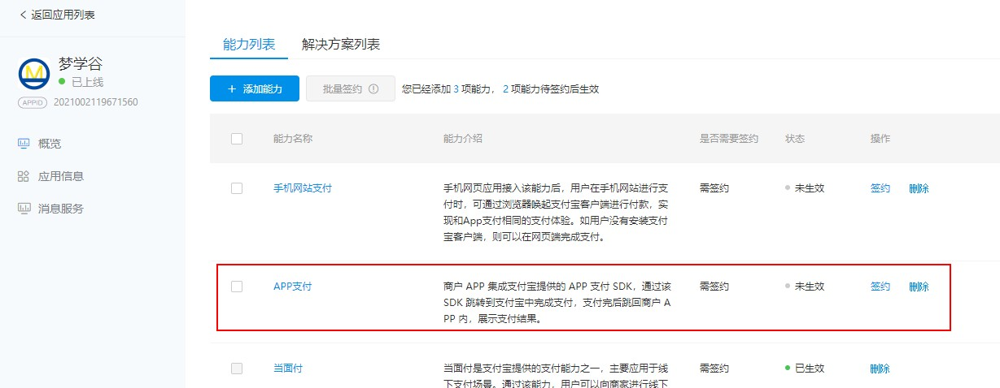 返回应用列表
梦学谷
已上线
APPID 2021002119671560
概览
应用信息
消息服务
能力列表 解决方案列表
+ 添加能力 批量签约 您已经添加 3 项能力， 2 项能力待签约后生效
能力名称 能力介绍 是否需要签约 状态 操作
手机网站支付 手机网页应用接入该能力后，用户在手机网站进行支 需签约 未生效 签约 删除
付时，可通过浏览器唤起支付宝客户端进行付款，实
现和App支付相同的支付体验。如用户没有安装支付
宝客户端，则可以在网页端完成支付。
APP支付 商户 APP 集成支付宝提供的 APP 支付 SDK，通过该 需签约 未生效 签约 删除
SDK 跳转到支付宝中完成支付，支付完后跳回商户 A
PP 内，展示支付结果。
当面付 当面付是支付宝提供的支付能力之一，主要应用于线 需签约 已生效 删除
下支付场景。通过该能力，用户可以向商家进行线下